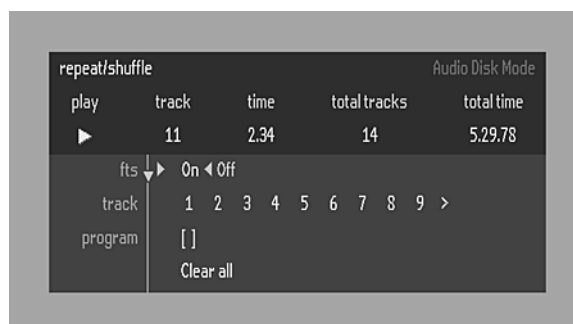 repeat/shuffle Audio Disk Mode
play track time total tracks total time
11 2.34 14 5.29.78
fts On Off
track 1 2 3 4 5 6 7 8 9 >
program [ ]
Clear all